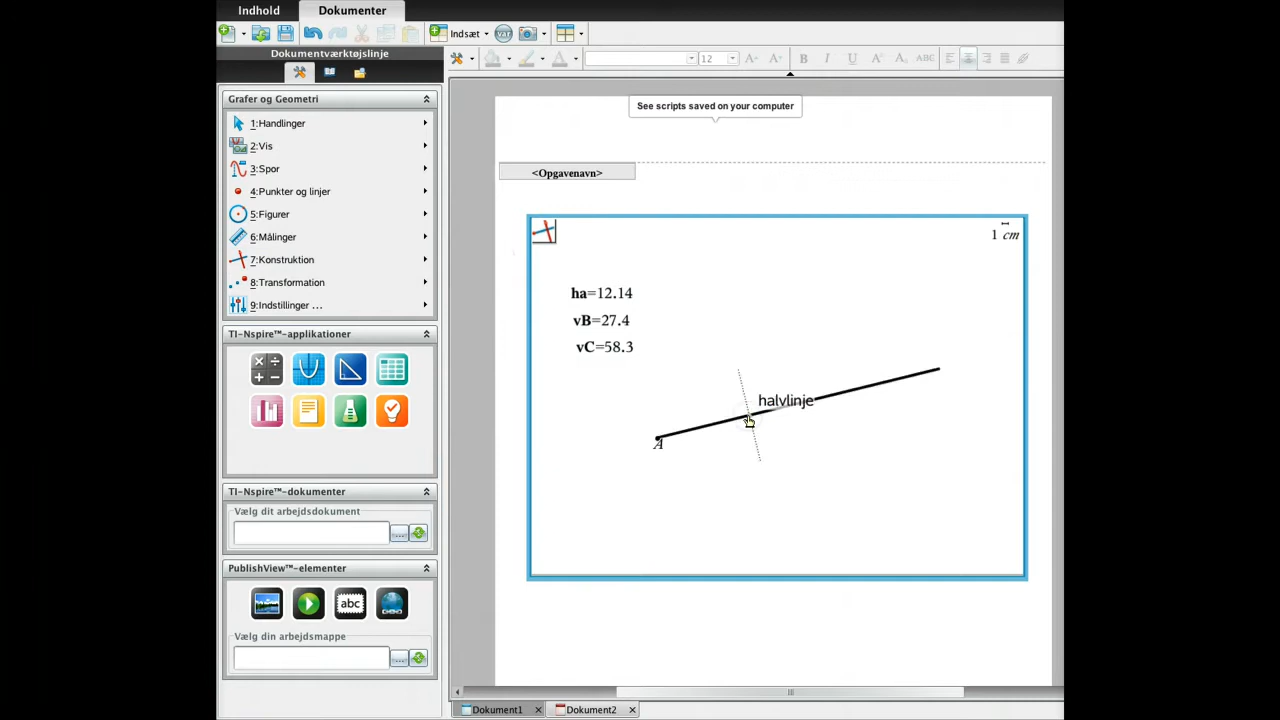 Indhold
Dokumenter
Indsæt
var
Dokumentværktøjslinje
12
B I U A A ABC
Grafer og Geometri
1:Handlinger
2:Vis
3:Spor
4:Punkter og linjer
5:Figurer
6:Målinger
7:Konstruktion
8:Transformation
9:Indstillinger ...
TI-Nspire™-applikationer
TI-Nspire™-dokumenter
Vælg dit arbejdsdokument
...
PublishView™-elementer
abc
Vælg din arbejdsmappe
...
See scripts saved on your computer
<Opgavenavn>
1 cm
ha=12.14
vB=27.4
vC=58.3
halvlinje
A
Dokument1
Dokument2